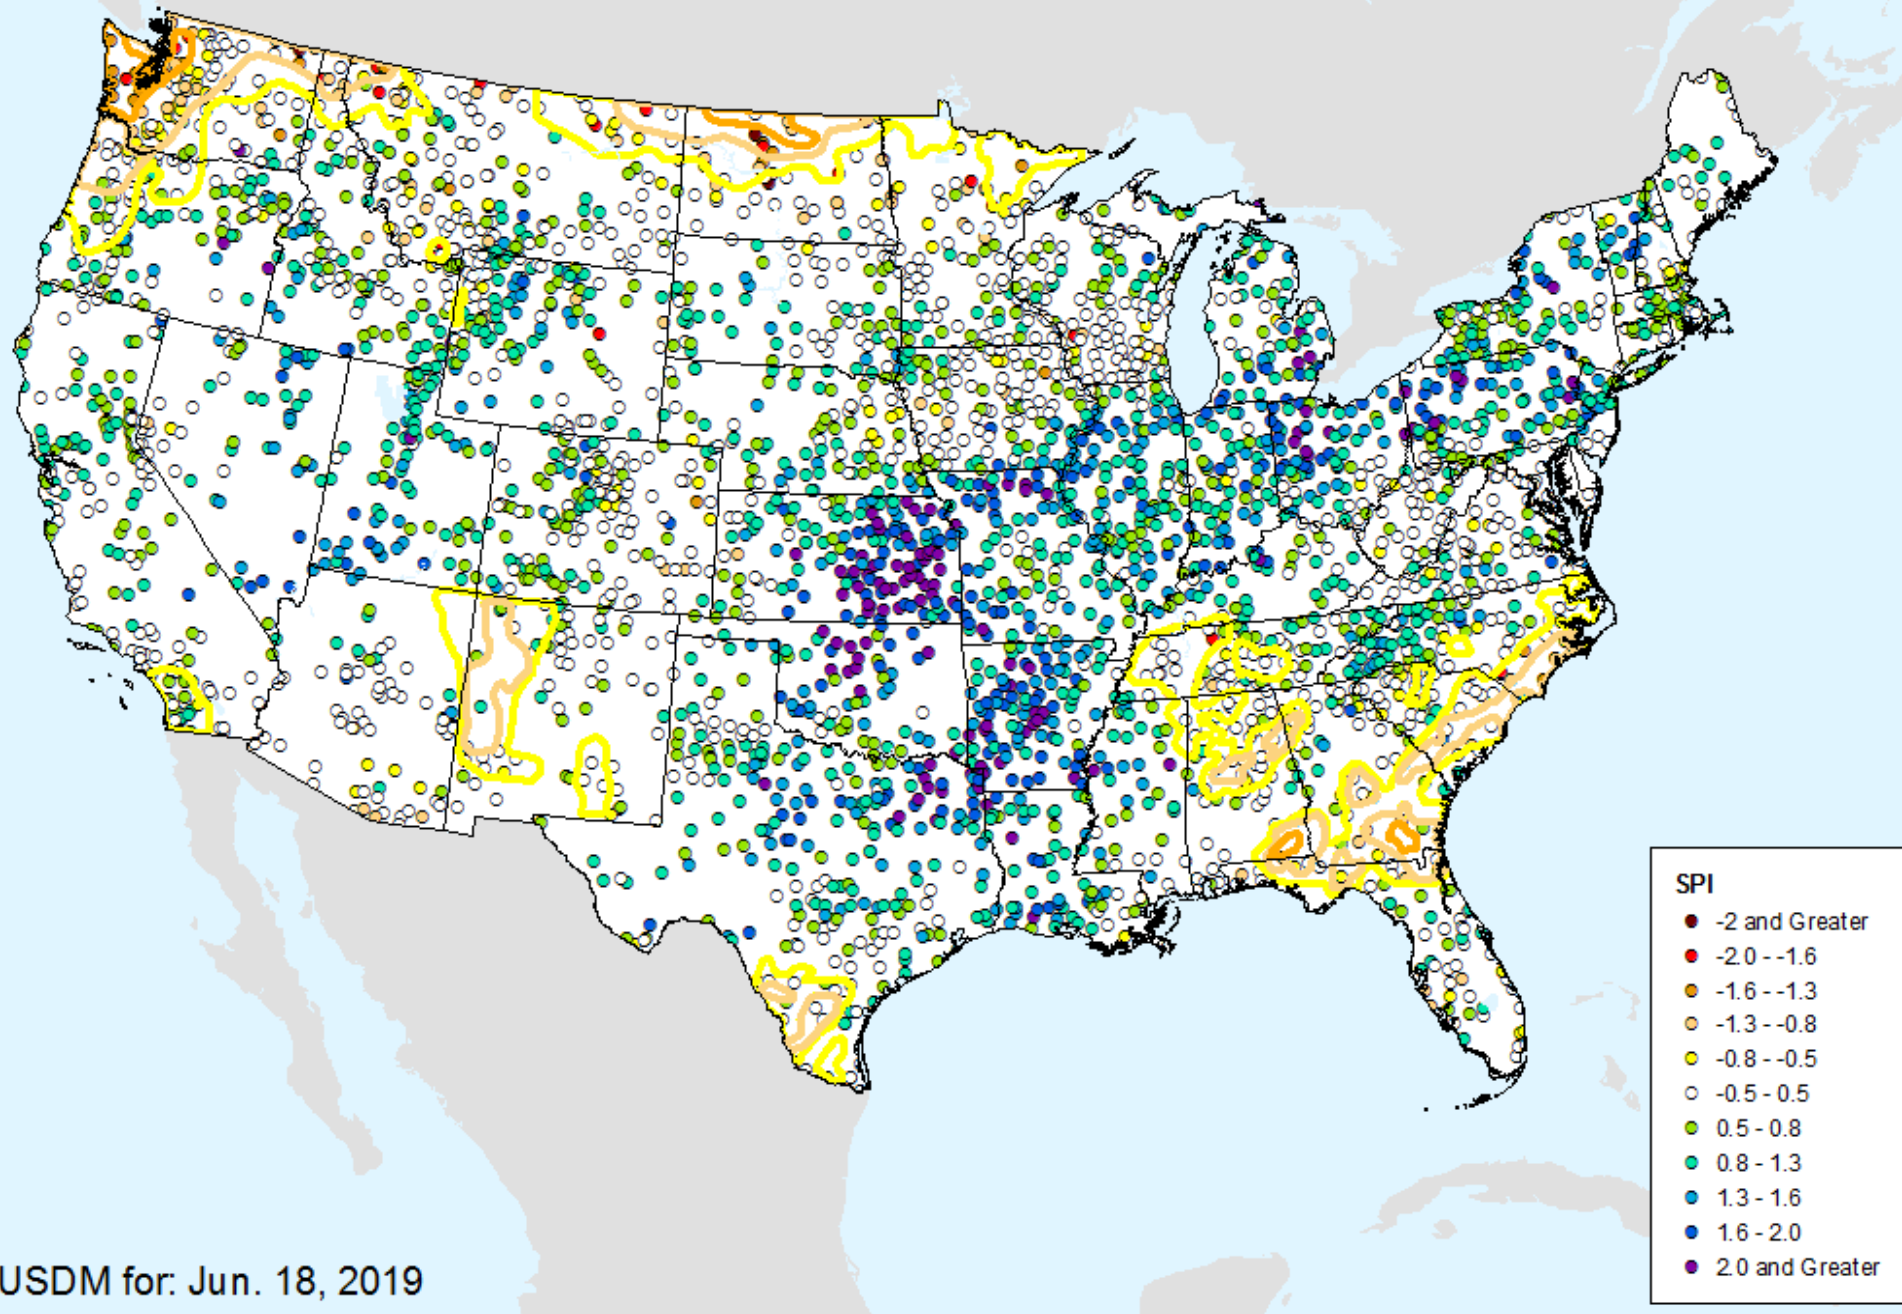 SPI
-2 and Greater
-2.0 - -1.6
-1.6 - -1.3
-1.3 - -0.8
-0.8 - -0.5
-0.5 - 0.5
0.5 - 0.8
0.8 - 1.3
1.3 - 1.6
1.6 - 2.0
2.0 and Greater
USDM for: Jun. 18, 2019